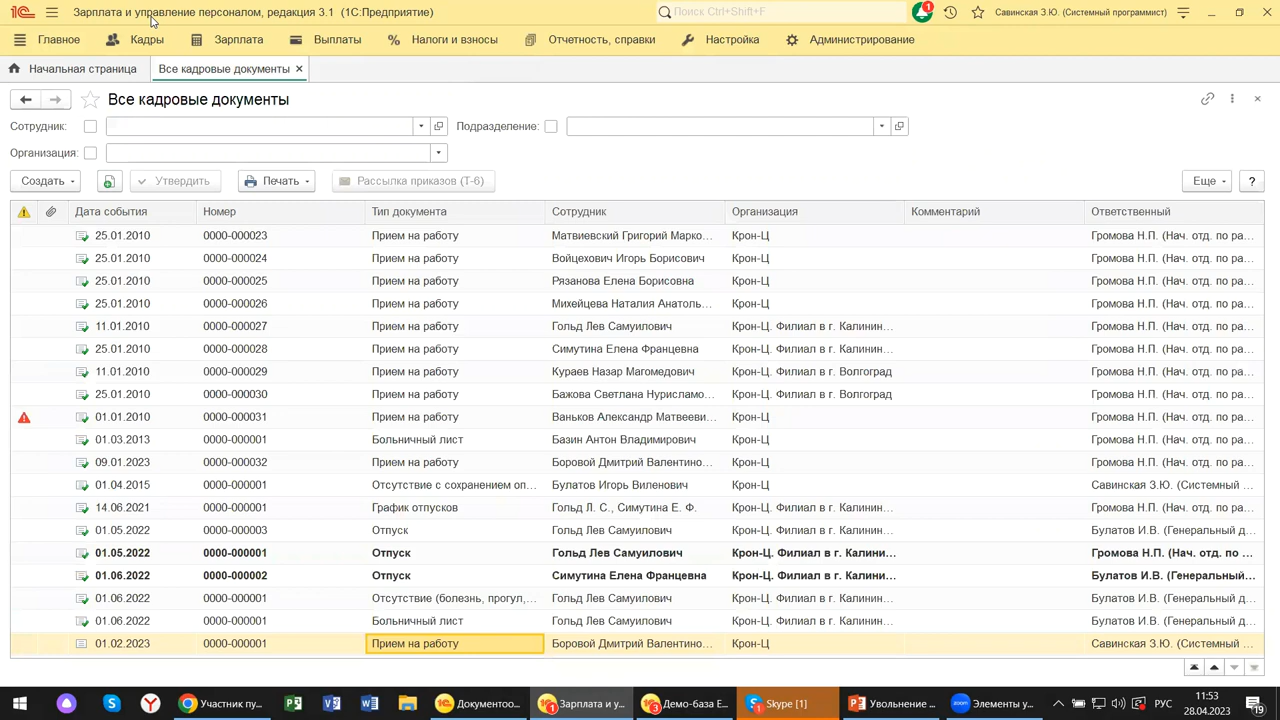 Зарплата и управление персоналом, редакция 3.1 (1С:Предприятие) Поиск Ctrl+Shift+F 1 Савинская З.Ю. (Системный программист)
Главное Кадры Зарплата Выплаты Налоги и взносы Отчетность, справки Настройка Администрирование
Начальная страница Все кадровые документы
Все кадровые документы
Сотрудник: Подразделение:
Организация:
Создать Утвердить Печать Рассылка приказов (Т-6) Еще ?
Дата события Номер Тип документа Сотрудник Организация Комментарий Ответственный
25.01.2010 0000-000023 Прием на работу Матвиевский Григорий Марко... Крон-Ц Громова Н.П. (Нач. отд. по ра...
25.01.2010 0000-000024 Прием на работу Войцехович Игорь Борисович Крон-Ц Громова Н.П. (Нач. отд. по ра...
25.01.2010 0000-000025 Прием на работу Рязанова Елена Борисовна Крон-Ц Громова Н.П. (Нач. отд. по ра...
25.01.2010 0000-000026 Прием на работу Михейцева Наталия Анатоль... Крон-Ц Громова Н.П. (Нач. отд. по ра...
11.01.2010 0000-000027 Прием на работу Гольд Лев Самуилович Крон-Ц. Филиал в г. Калинин... Громова Н.П. (Нач. отд. по ра...
25.01.2010 0000-000028 Прием на работу Симутина Елена Францевна Крон-Ц. Филиал в г. Калинин... Громова Н.П. (Нач. отд. по ра...
11.01.2010 0000-000029 Прием на работу Кураев Назар Магомедович Крон-Ц. Филиал в г. Волгоград Громова Н.П. (Нач. отд. по ра...
25.01.2010 0000-000030 Прием на работу Бажова Светлана Нурисламо... Крон-Ц. Филиал в г. Волгоград Громова Н.П. (Нач. отд. по ра...
01.01.2010 0000-000031 Прием на работу Ваньков Александр Матвееви... Крон-Ц Громова Н.П. (Нач. отд. по ра...
01.03.2013 0000-000001 Больничный лист Базин Антон Владимирович Крон-Ц Громова Н.П. (Нач. отд. по ра...
09.01.2023 0000-000032 Прием на работу Боровой Дмитрий Валентино... Крон-Ц Громова Н.П. (Нач. отд. по ра...
01.04.2015 0000-000001 Отсутствие с сохранением оп... Булатов Игорь Виленович Крон-Ц Савинская З.Ю. (Системный ...
14.06.2021 0000-000001 График отпусков Гольд Л. С., Симутина Е. Ф. Крон-Ц. Филиал в г. Калинин... Громова Н.П. (Нач. отд. по ра...
01.05.2022 0000-000003 Отпуск Гольд Лев Самуилович Крон-Ц. Филиал в г. Калинин... Булатов И.В. (Генеральный д...
01.05.2022 0000-000001 Отпуск Гольд Лев Самуилович Крон-Ц. Филиал в г. Калини... Громова Н.П. (Нач. отд. по ...
01.06.2022 0000-000002 Отпуск Симутина Елена Францевна Крон-Ц. Филиал в г. Калини... Булатов И.В. (Генеральный...
01.06.2022 0000-000001 Отсутствие (болезнь, прогул,... Гольд Лев Самуилович Крон-Ц. Филиал в г. Калинин... Булатов И.В. (Генеральный д...
01.06.2022 0000-000001 Больничный лист Гольд Лев Самуилович Крон-Ц. Филиал в г. Калинин... Булатов И.В. (Генеральный д...
01.02.2023 0000-000001 Прием на работу Боровой Дмитрий Валентино... Крон-Ц Савинская З.Ю. (Системный ...
Участник пу... Документоо... Зарплата и у... Демо-база Е... Skype [1] Увольнение ... Элементы у... РУС 11:53
28.04.2023 19